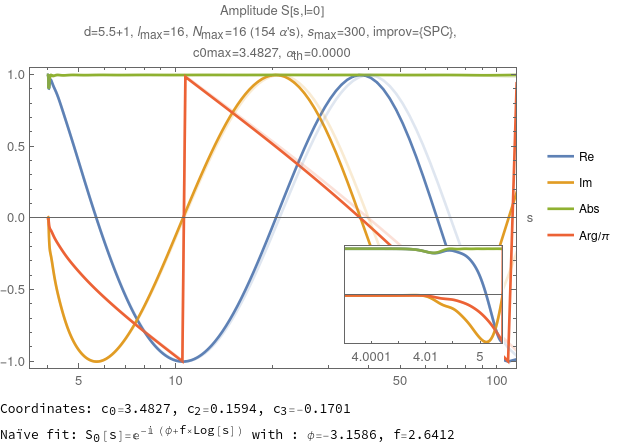 Amplitude S[s,l=0]
d=5.5+1, lmax=16, Nmax=16 (154 α's), smax=300, improv={SPC},
c0max=3.4827, αth=0.0000
1.0
0.5
0.0
-0.5
-1.0
5
10
50
100
s
4.0001
4.01
5
Re
Im
Abs
Arg/π
Coordinates: c0=3.4827, c2=0.1594, c3=-0.1701
Naïve fit: S0[s]=e^-i (ϕ+f×Log[s]) with : ϕ=-3.1586, f=2.6412